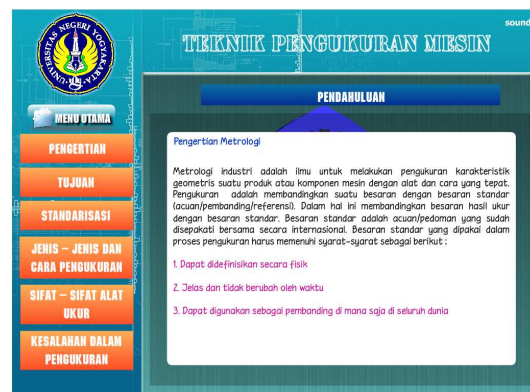 UNIVERSITAS NEGERI YOGYAKARTA
sound
TEKNIK PENGUKURAN MESIN
MENU UTAMA
PENGERTIAN
TUJUAN
STANDARISASI
JENIS – JENIS DAN
CARA PENGUKURAN
SIFAT – SIFAT ALAT
UKUR
KESALAHAN DALAM
PENGUKURAN
PENDAHULUAN
Pengertian Metrologi
Metrologi industri adalah ilmu untuk melakukan pengukuran karakteristik
geometris suatu produk atau komponen mesin dengan alat dan cara yang tepat.
Pengukuran adalah membandingkan suatu besaran dengan besaran standar
(acuan/pembanding/referensi). Dalam hal ini membandingkan besaran hasil ukur
dengan besaran standar. Besaran standar adalah acuan/pedoman yang sudah
disepakati bersama secara internasional. Besaran standar yang dipakai dalam
proses pengukuran harus memenuhi syarat-syarat sebagai berikut :
1. Dapat didefinisikan secara fisik
2. Jelas dan tidak berubah oleh waktu
3. Dapat digunakan sebagai pembanding di mana saja di seluruh dunia